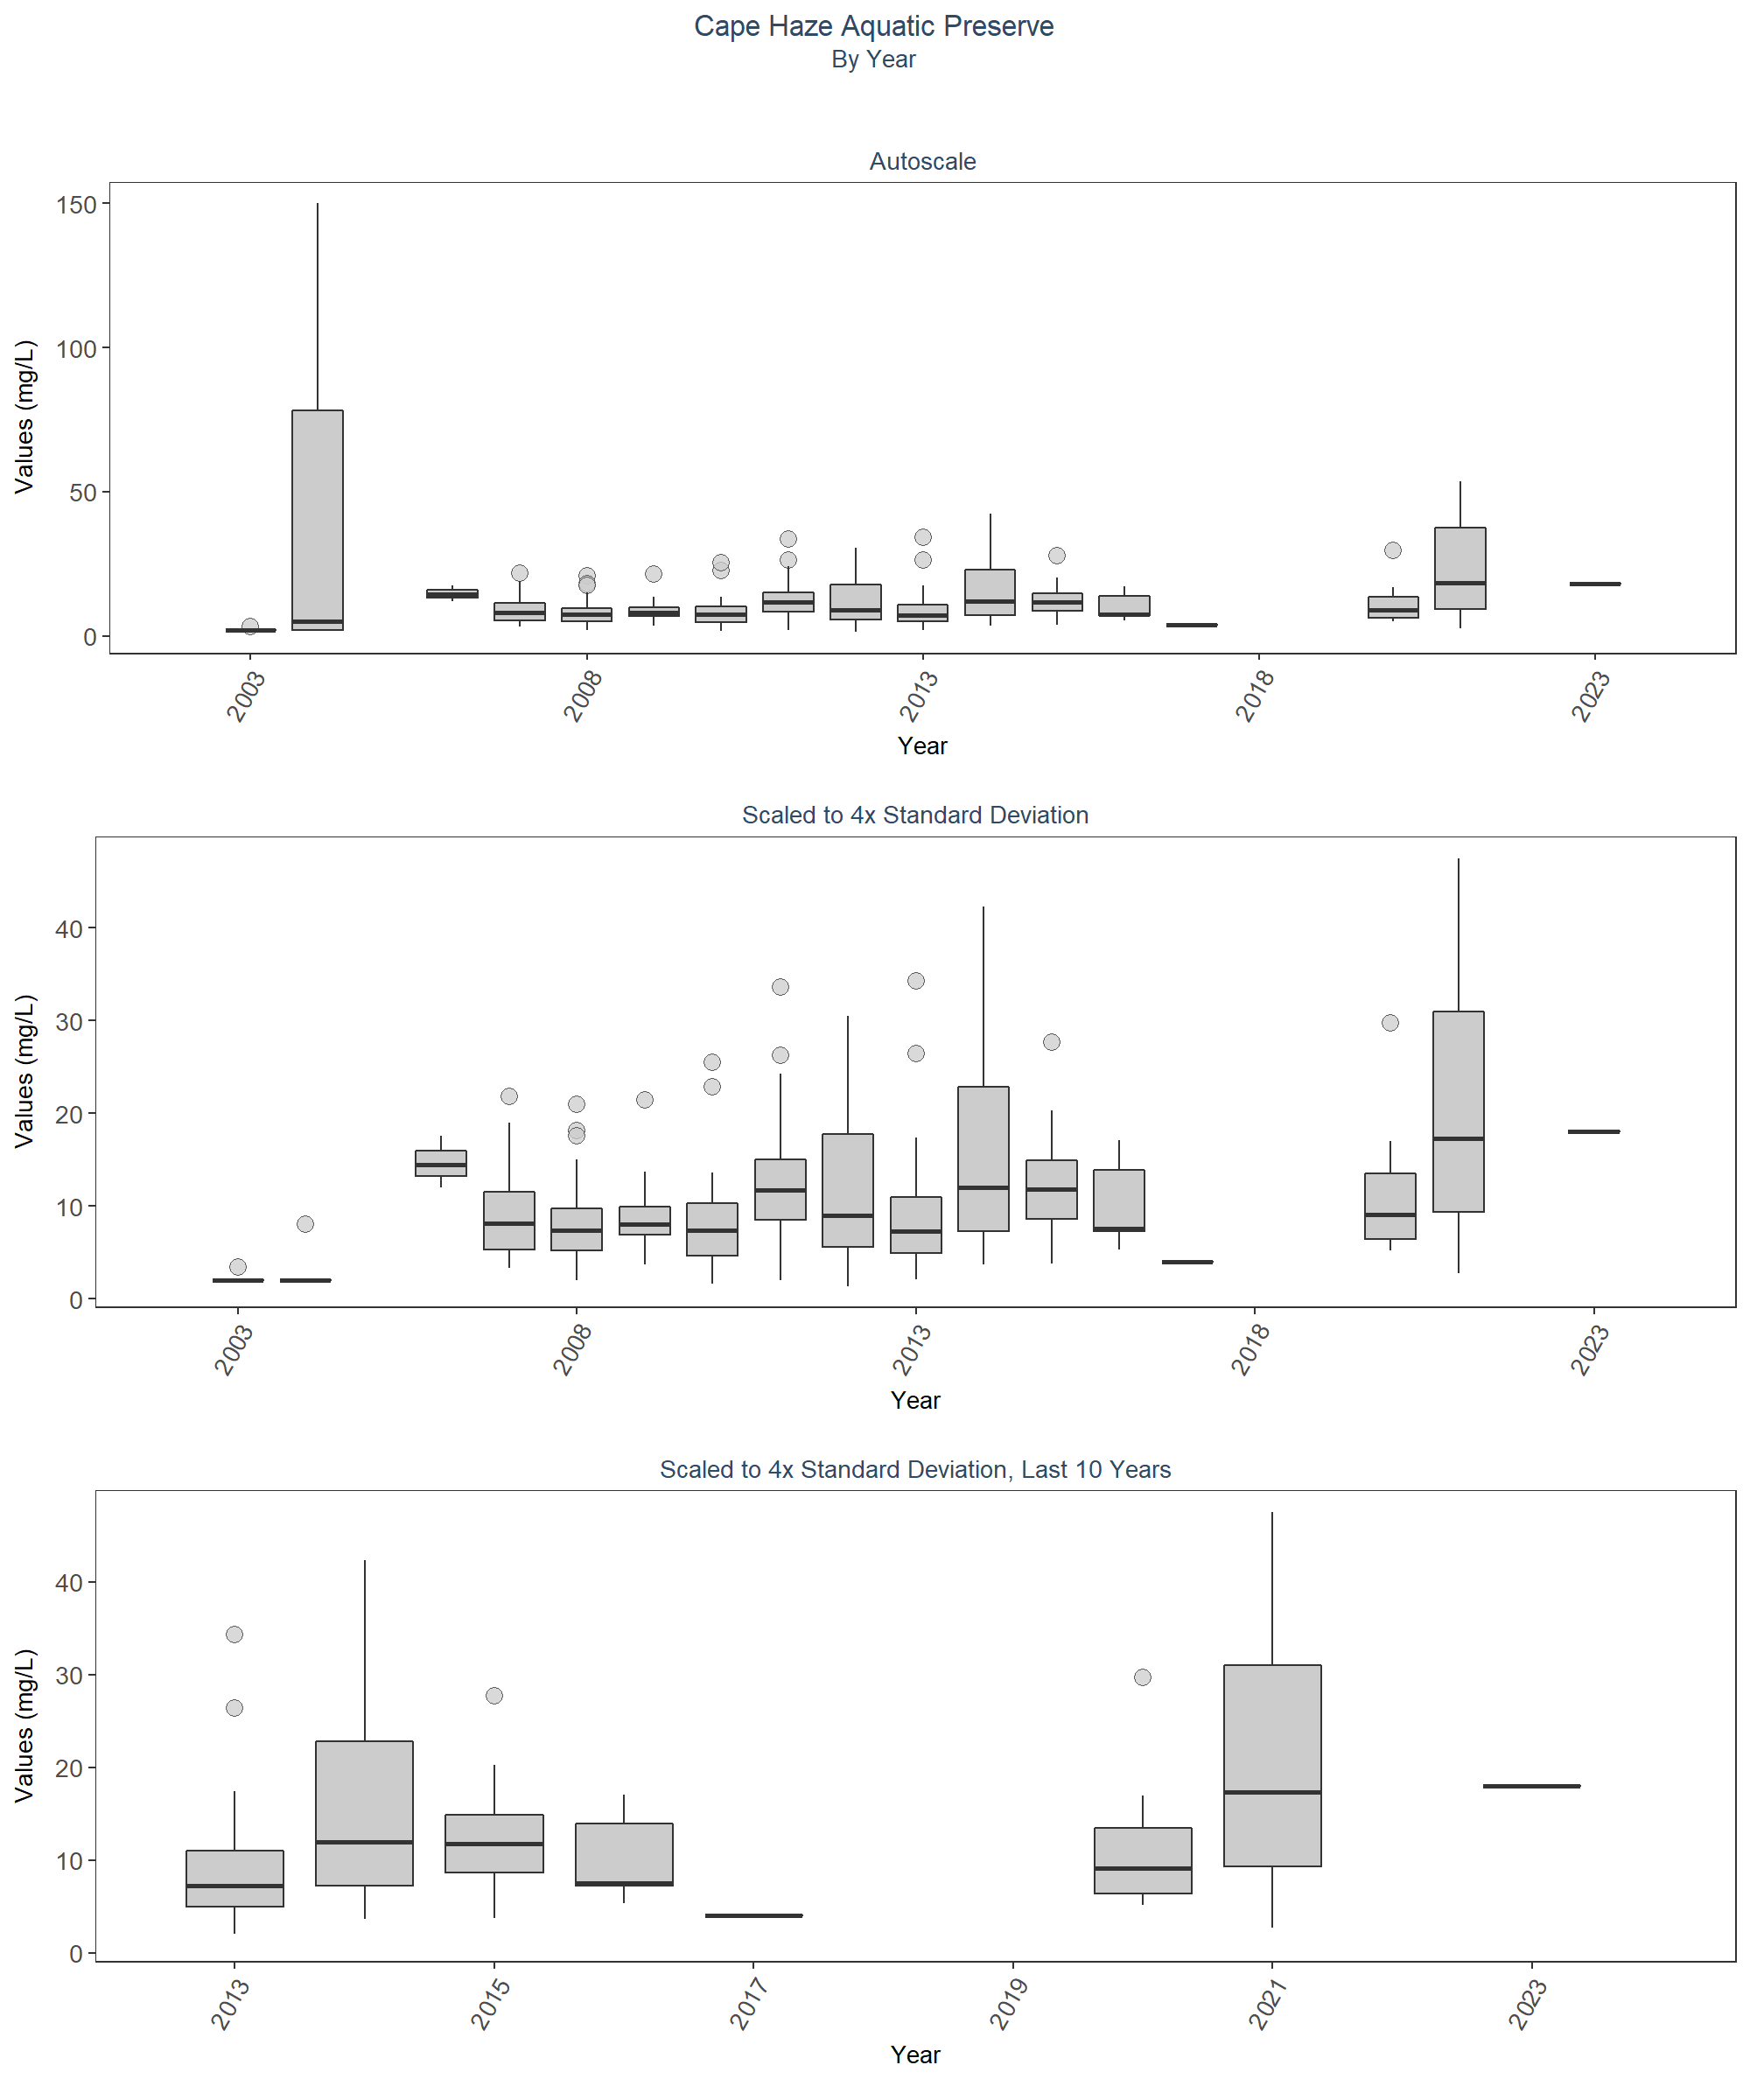 Cape Haze Aquatic Preserve
By Year
Autoscale
Values (mg/L)
150
100
50
0
2003
2008
2013
2018
2023
Year
Scaled to 4x Standard Deviation
Values (mg/L)
40
30
20
10
0
2003
2008
2013
2018
2023
Year
Scaled to 4x Standard Deviation, Last 10 Years
Values (mg/L)
40
30
20
10
0
2013
2015
2017
2019
2021
2023
Year